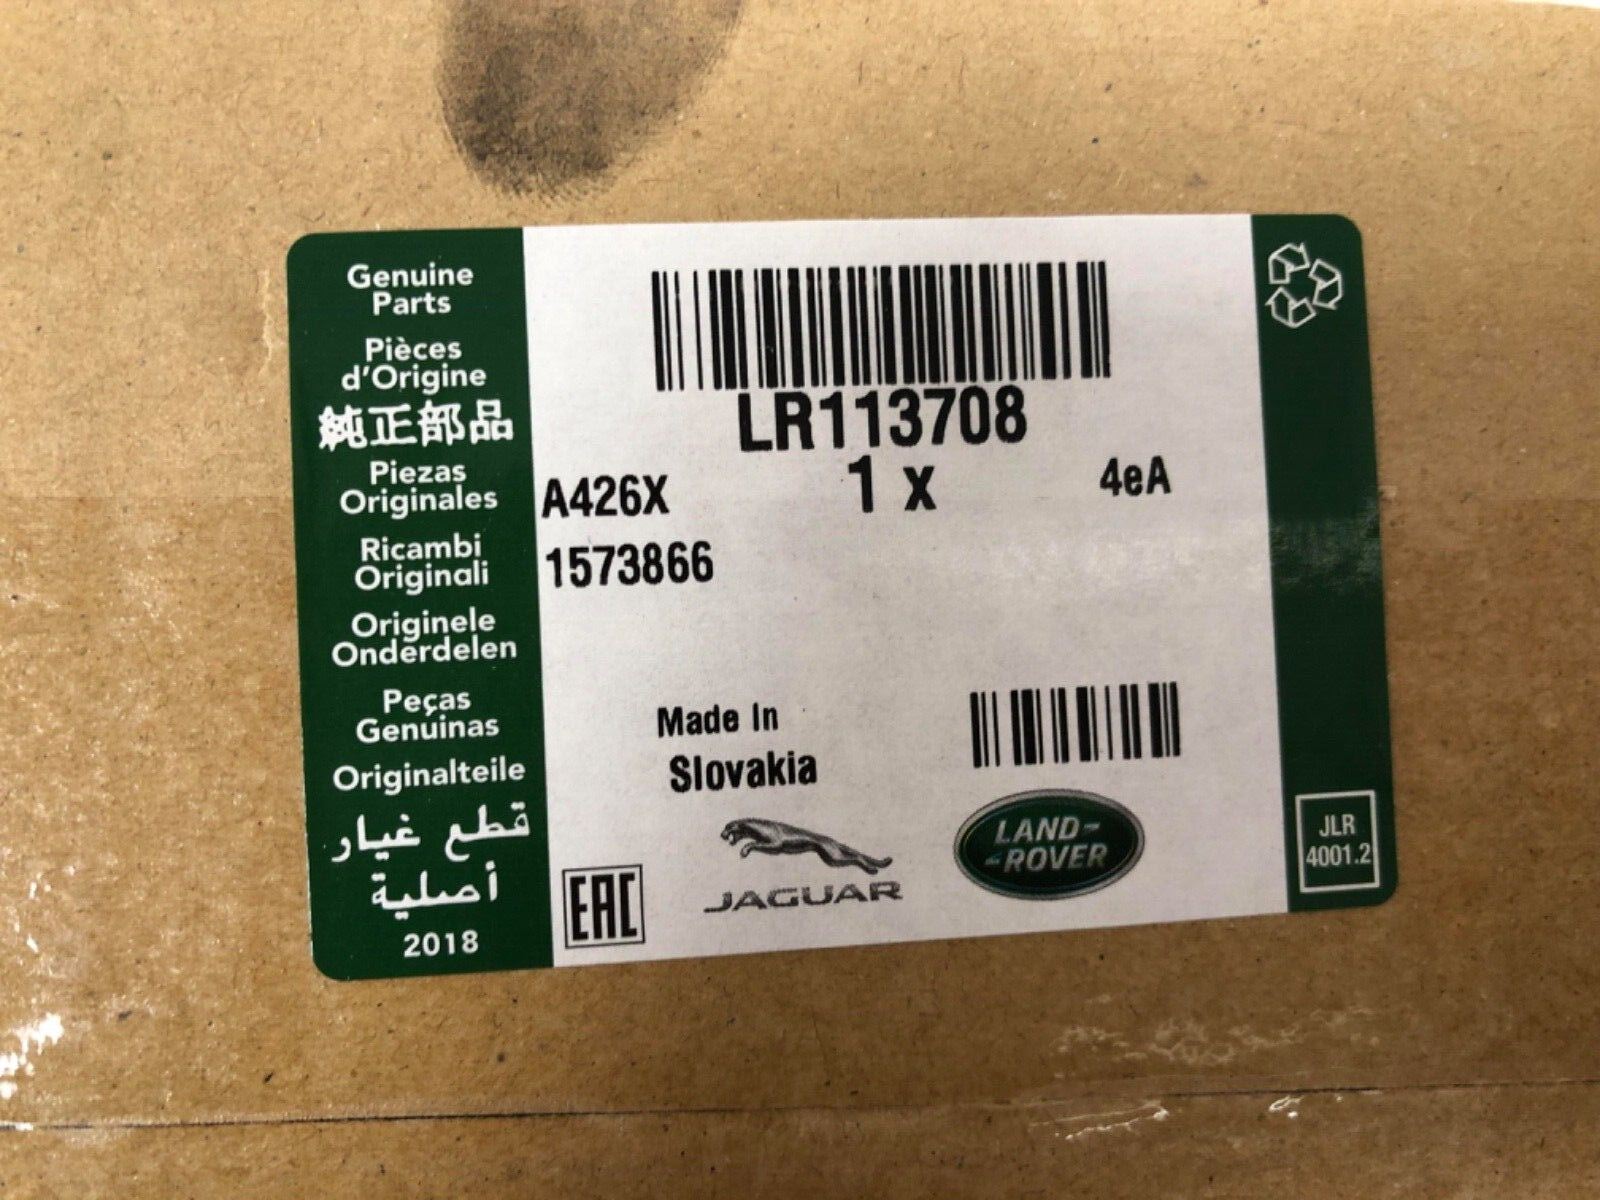 Genuine
Parts
Pièces
d'Origine
純正部品
Piezas
Originales
Ricambi
Originali
Originele
Onderdelen
Peças
Genuinas
Originalteile
قطع غيار
أصلية
2018
LR113708
A426X 1 x 4eA
1573866
Made In
Slovakia
EAC
JAGUAR
LAND-
-ROVER
JLR
4001.2